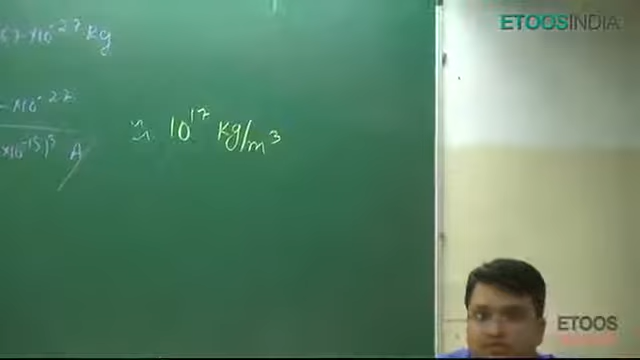 ETOOSINDIA
67×10⁻²⁷ Kg
×10⁻²⁷
×10⁻¹⁵)³ A
≈ 10¹⁷ Kg/m³
ETOOS